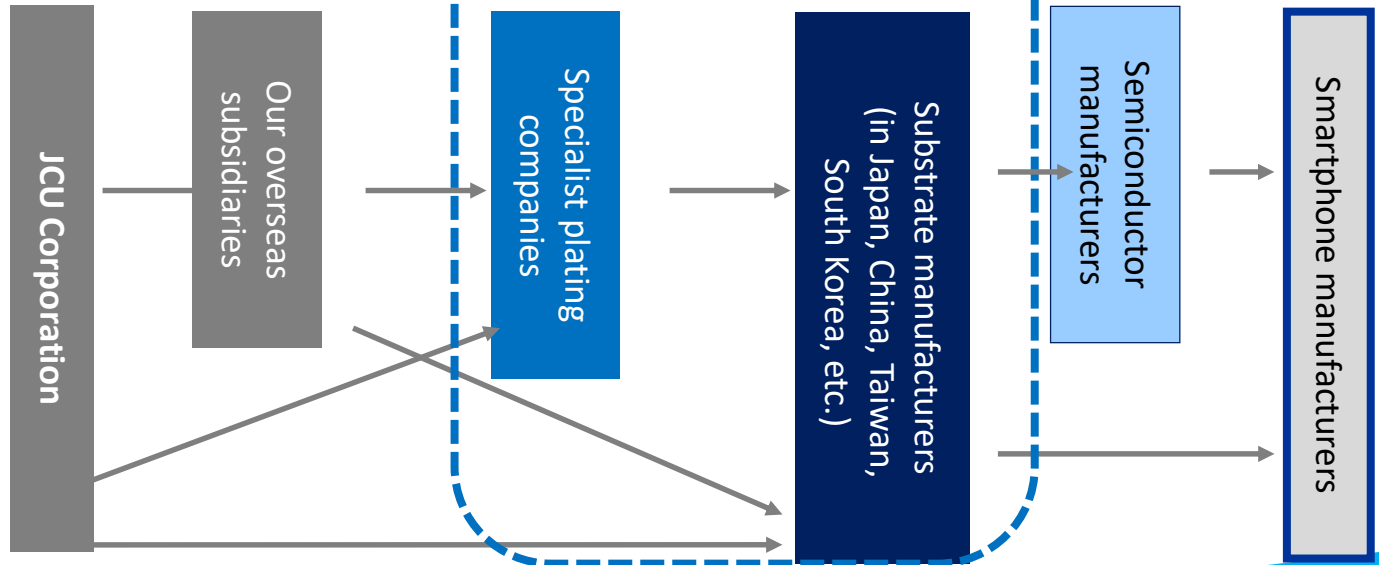 JCU Corporation
Our overseas
subsidiaries
Specialist plating
companies
Substrate manufacturers
(in Japan, China, Taiwan,
South Korea, etc.)
Semiconductor
manufacturers
Smartphone manufacturers